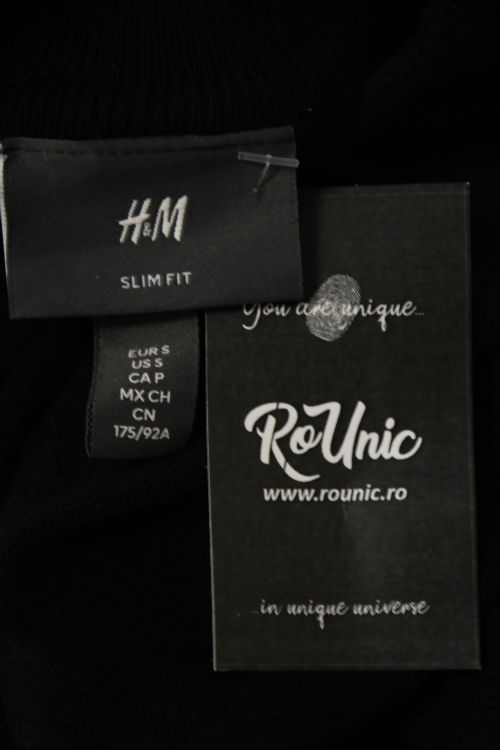 H&M
SLIM FIT
EUR S
US S
CA P
MX CH
CN
175/92A
You are unique...
RoUnic
www.rounic.ro
...in unique universe